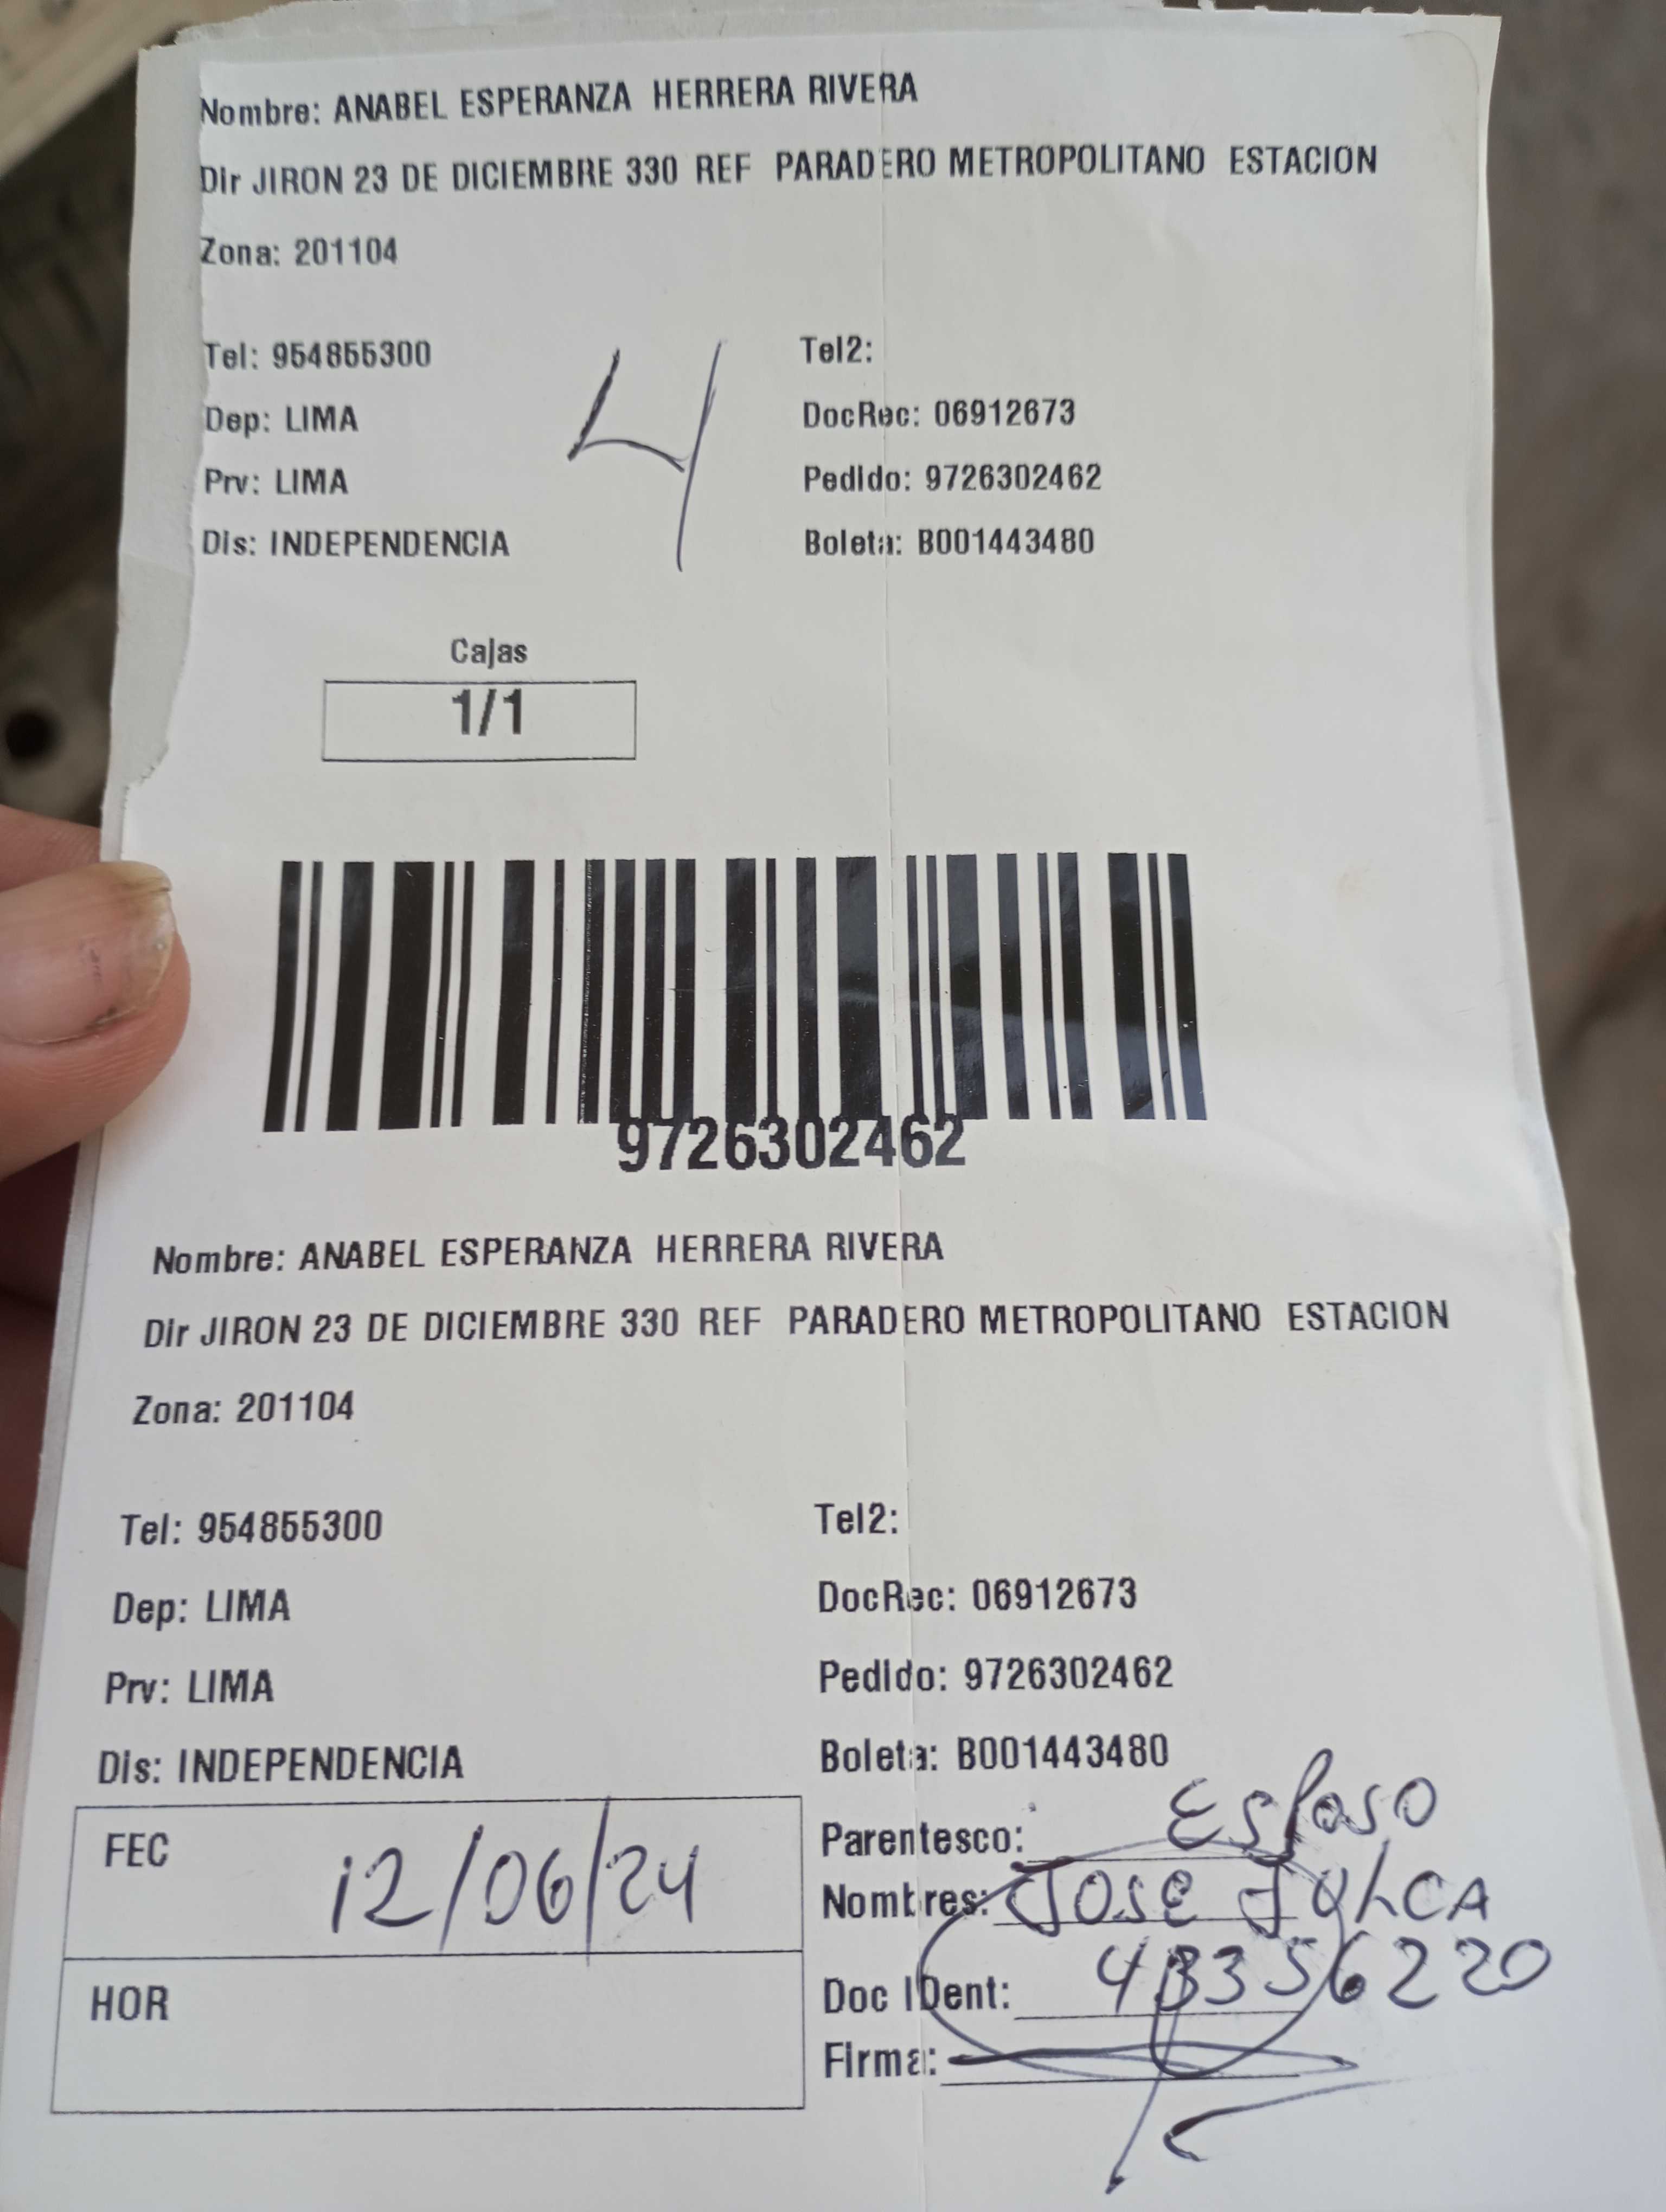 Nombre: ANABEL ESPERANZA HERRERA RIVERA
Dir JIRON 23 DE DICIEMBRE 330 REF PARADERO METROPOLITANO ESTACION
Zona: 201104
Tel: 954855300
Tel2:
4
Dep: LIMA
DocRec: 06912673
Prv: LIMA
Pedido: 9726302462
Dis: INDEPENDENCIA
Boleta: B001443480
Cajas
1/1
9726302462
Nombre: ANABEL ESPERANZA HERRERA RIVERA
Dir JIRON 23 DE DICIEMBRE 330 REF PARADERO METROPOLITANO ESTACION
Zona: 201104
Tel: 954855300
Tel2:
Dep: LIMA
DocRec: 06912673
Prv: LIMA
Pedido: 9726302462
Dis: INDEPENDENCIA
Boleta: B001443480
FEC 12/06/24
Parentesco: Esposo
Nombres: JOSE
HOR
Doc IDent: 43356220
Firma: